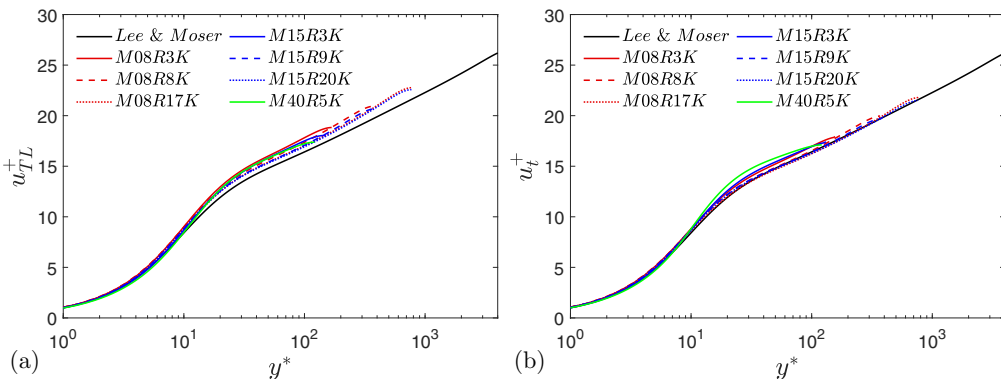 30
25
20
15
10
5
0
10^0
10^1
10^2
10^3
u_{TL}^+
y^*
(a)
Lee & Moser
M08R3K
M08R8K
M08R17K
M15R3K
M15R9K
M15R20K
M40R5K
30
25
20
15
10
5
0
10^0
10^1
10^2
10^3
u_t^+
y^*
(b)
Lee & Moser
M08R3K
M08R8K
M08R17K
M15R3K
M15R9K
M15R20K
M40R5K